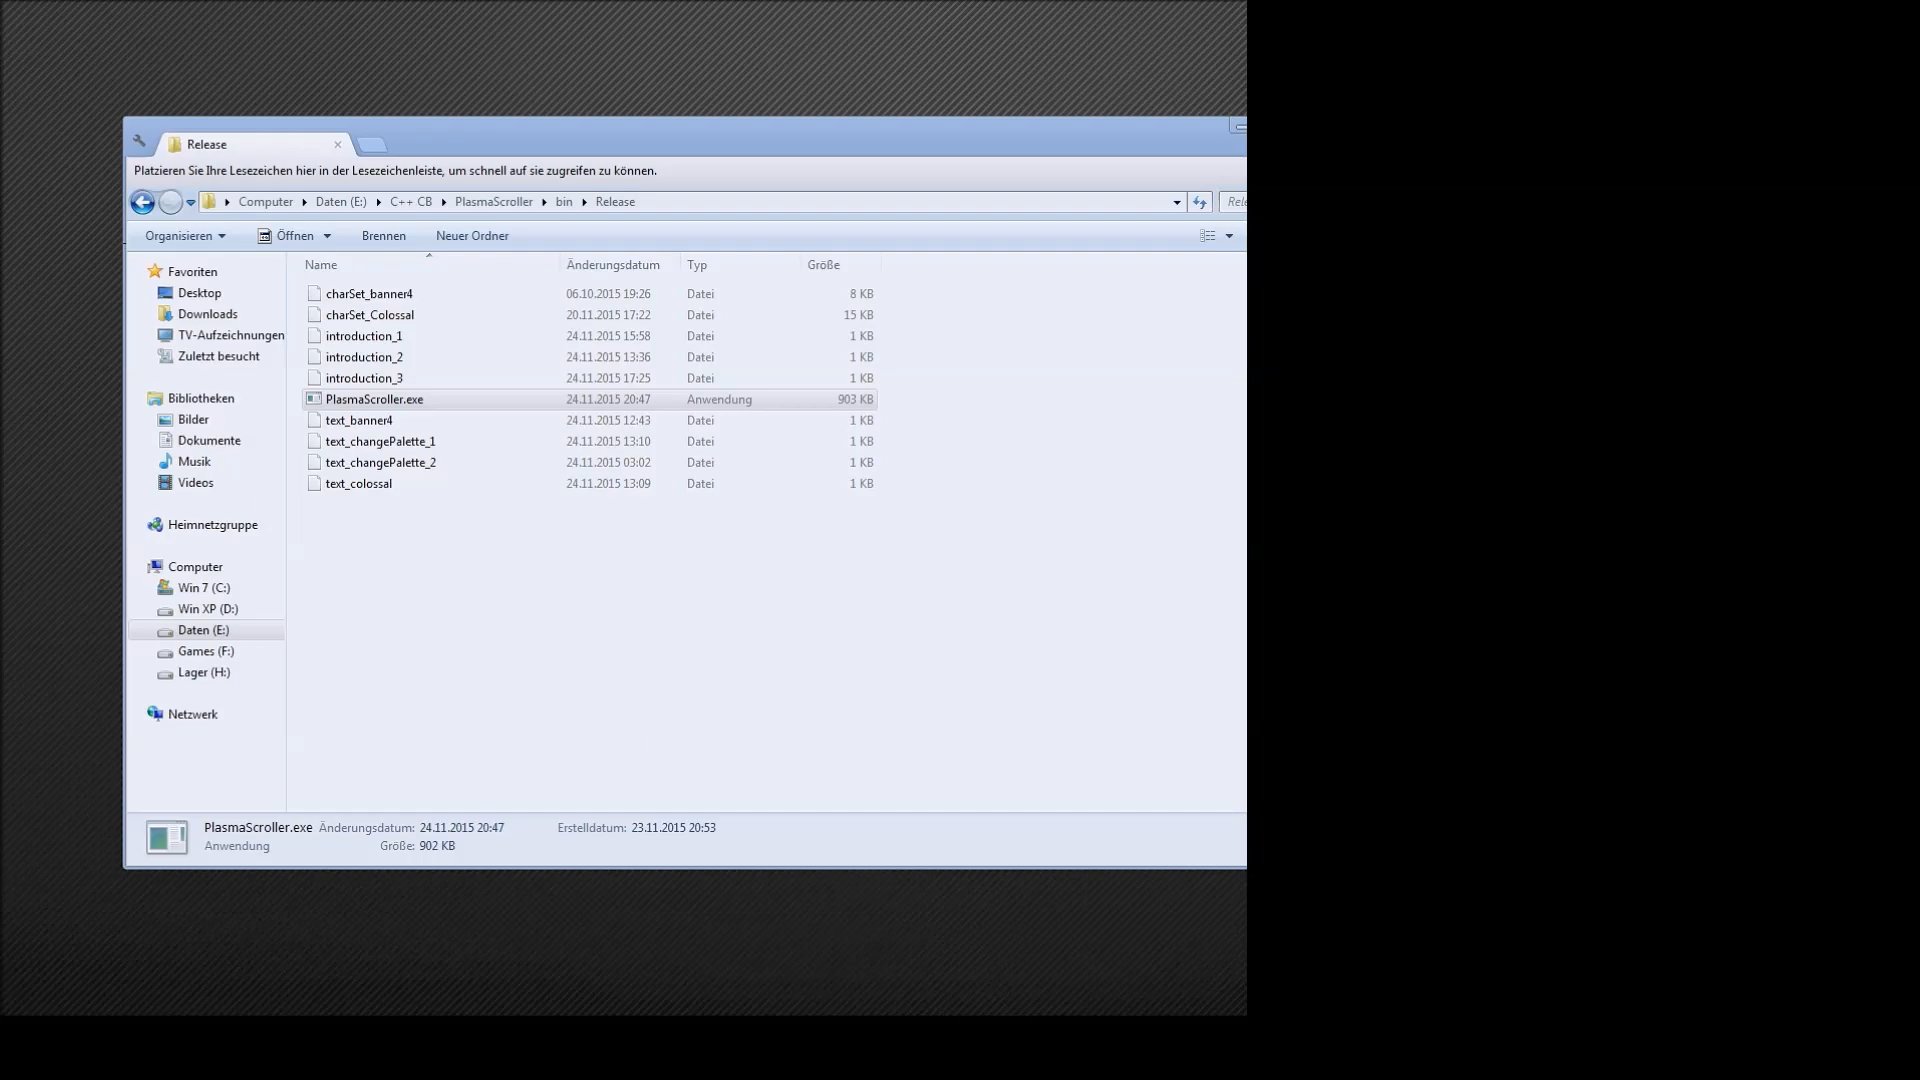 Release
Platzieren Sie Ihre Lesezeichen hier in der Lesezeichenleiste, um schnell auf sie zugreifen zu können.
Computer Daten (E:) C++ CB PlasmaScroller bin Release
Organisieren Öffnen Brennen Neuer Ordner
Name Änderungsdatum Typ Größe
Favoriten
Desktop
Downloads
TV-Aufzeichnungen
Zuletzt besucht
Bibliotheken
Bilder
Dokumente
Musik
Videos
Heimnetzgruppe
Computer
Win 7 (C:)
Win XP (D:)
Daten (E:)
Games (F:)
Lager (H:)
Netzwerk
charSet_banner4 06.10.2015 19:26 Datei 8 KB
charSet_Colossal 20.11.2015 17:22 Datei 15 KB
introduction_1 24.11.2015 15:58 Datei 1 KB
introduction_2 24.11.2015 13:36 Datei 1 KB
introduction_3 24.11.2015 17:25 Datei 1 KB
PlasmaScroller.exe 24.11.2015 20:47 Anwendung 903 KB
text_banner4 24.11.2015 12:43 Datei 1 KB
text_changePalette_1 24.11.2015 13:10 Datei 1 KB
text_changePalette_2 24.11.2015 03:02 Datei 1 KB
text_colossal 24.11.2015 13:09 Datei 1 KB
PlasmaScroller.exe Änderungsdatum: 24.11.2015 20:47 Erstelldatum: 23.11.2015 20:53
Anwendung Größe: 902 KB